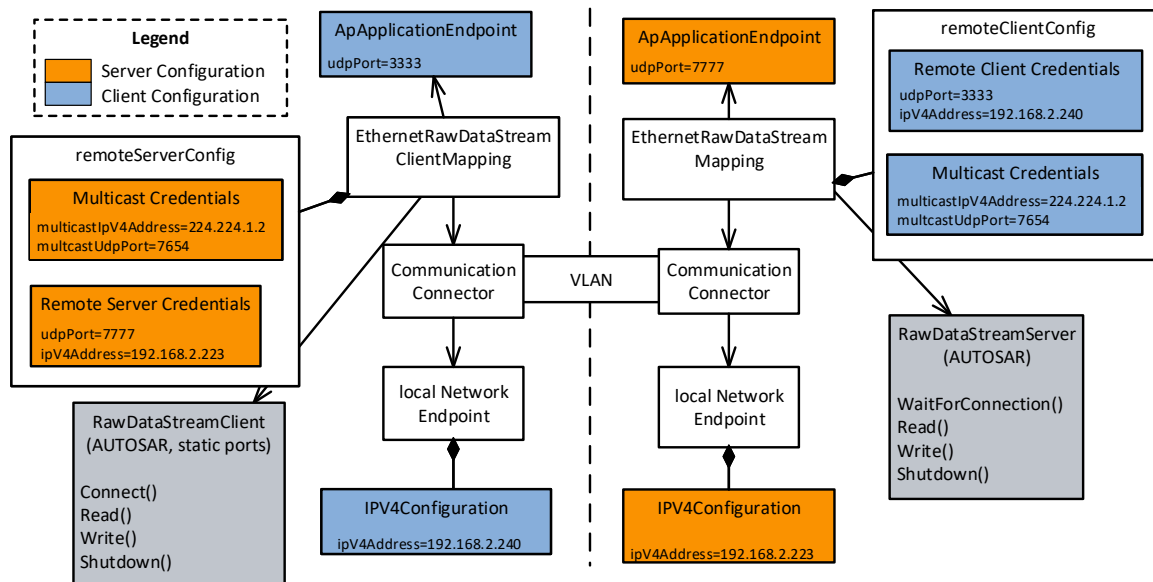 Legend
Server Configuration
Client Configuration
ApApplicationEndpoint
udpPort=3333
EthernetRawDataStream
ClientMapping
remoteServerConfig
Multicast Credentials
multicastIpV4Address=224.224.1.2
multcastUdpPort=7654
Remote Server Credentials
udpPort=7777
ipV4Address=192.168.2.223
Communication
Connector
VLAN
local Network
Endpoint
RawDataStreamClient
(AUTOSAR, static ports)
Connect()
Read()
Write()
Shutdown()
IPV4Configuration
ipV4Address=192.168.2.240
ApApplicationEndpoint
udpPort=7777
EthernetRawDataStream
Mapping
Communication
Connector
local Network
Endpoint
IPV4Configuration
ipV4Address=192.168.2.223
remoteClientConfig
Remote Client Credentials
udpPort=3333
ipV4Address=192.168.2.240
Multicast Credentials
multicastIpV4Address=224.224.1.2
multcastUdpPort=7654
RawDataStreamServer
(AUTOSAR)
WaitForConnection()
Read()
Write()
Shutdown()